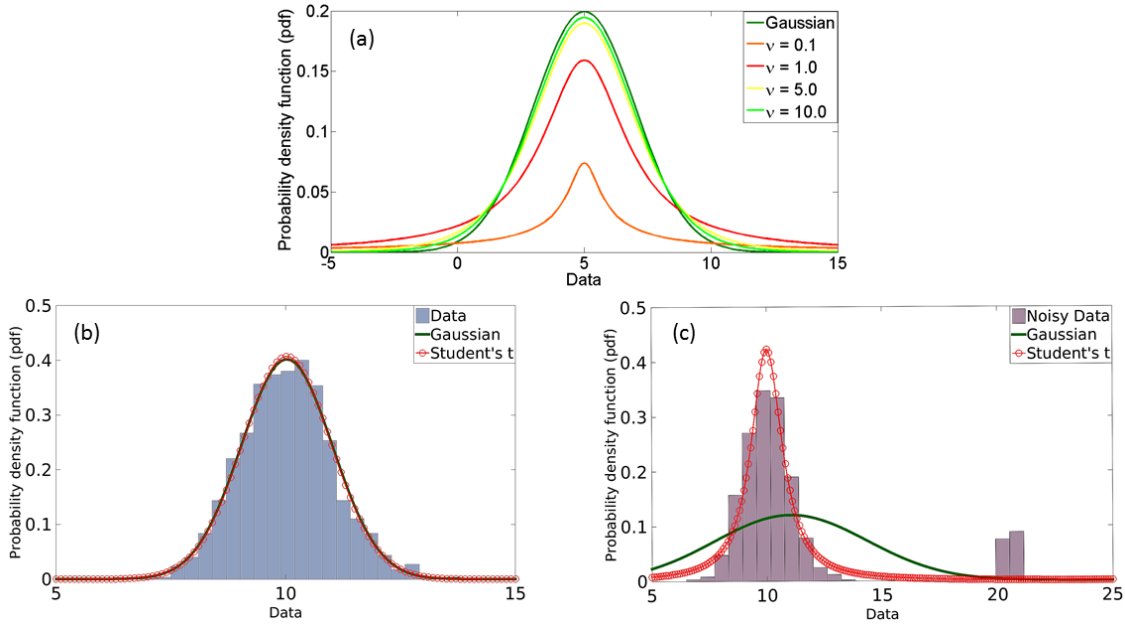 (a)
Probability density function (pdf)
0.2
0.15
0.1
0.05
0
-5
0
5
10
15
Data
Gaussian
ν = 0.1
ν = 1.0
ν = 5.0
ν = 10.0
(b)
Probability density function (pdf)
0.5
0.4
0.3
0.2
0.1
0
5
10
15
Data
Data
Gaussian
Student's t
(c)
Probability density function (pdf)
0.5
0.4
0.3
0.2
0.1
0
5
10
15
20
25
Data
Noisy Data
Gaussian
Student's t